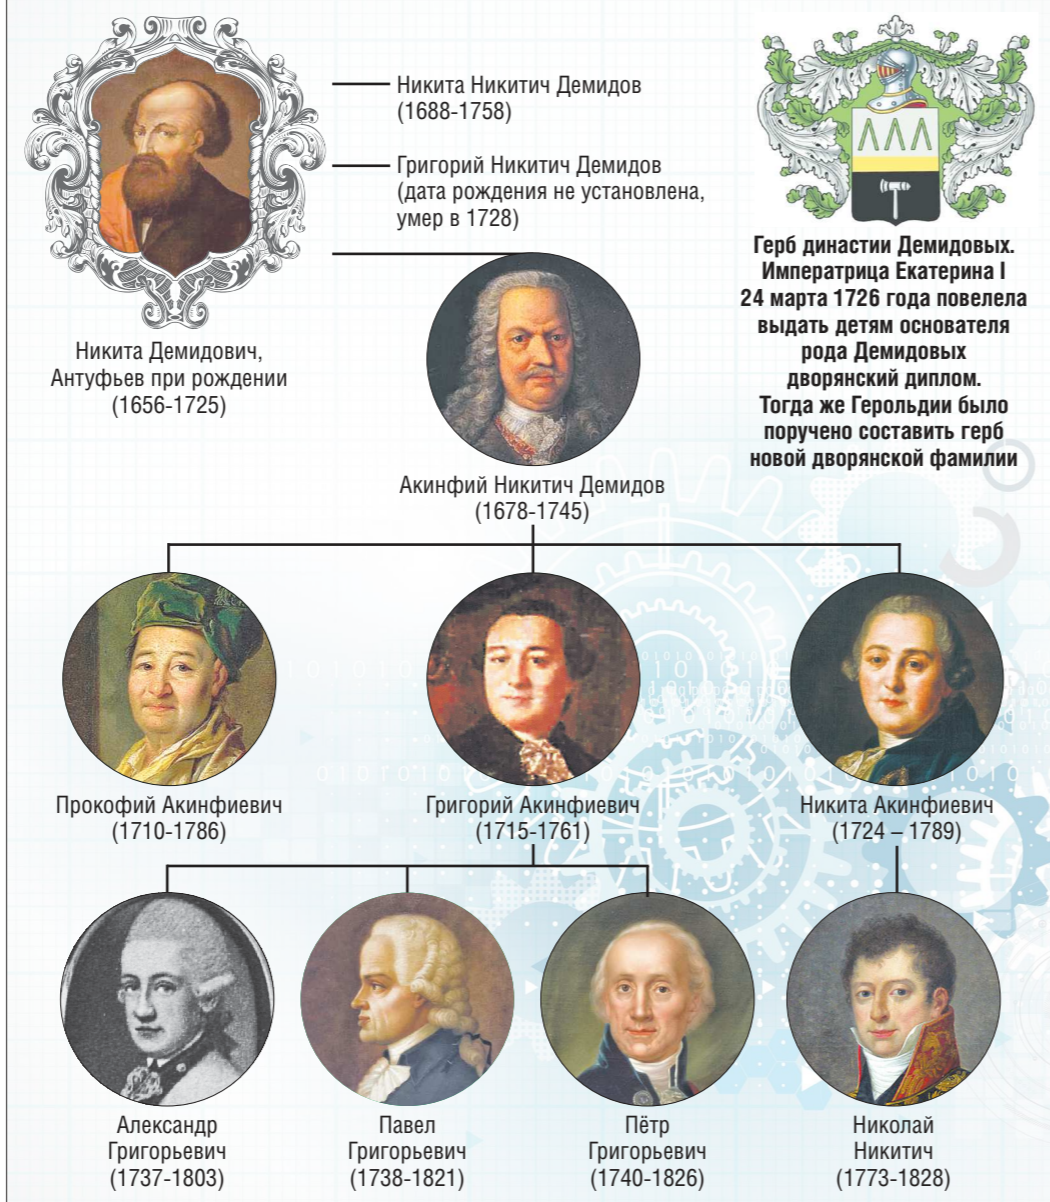 Никита Никитич Демидов
(1688-1758)
Григорий Никитич Демидов
(дата рождения не установлена,
умер в 1728)
Герб династии Демидовых.
Императрица Екатерина I
24 марта 1726 года повелела
выдать детям основателя
рода Демидовых
дворянский диплом.
Тогда же Герольдии было
поручено составить герб
новой дворянской фамилии
Никита Демидович,
Антуфьев при рождении
(1656-1725)
Акинфий Никитич Демидов
(1678-1745)
Прокофий Акинфиевич
(1710-1786)
Григорий Акинфиевич
(1715-1761)
Никита Акинфиевич
(1724 – 1789)
Александр
Григорьевич
(1737-1803)
Павел
Григорьевич
(1738-1821)
Пётр
Григорьевич
(1740-1826)
Николай
Никитич
(1773-1828)